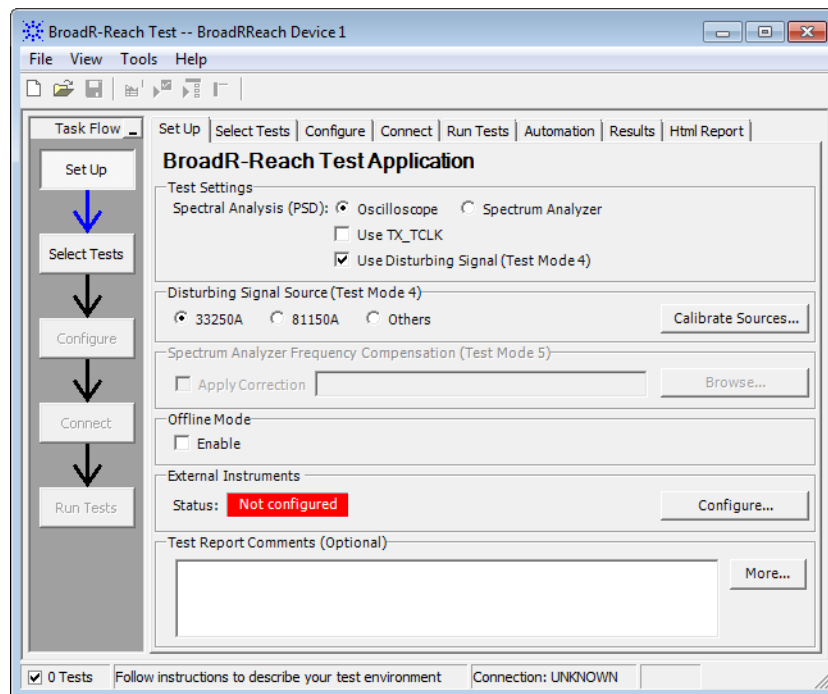 BroadR-Reach Test -- BroadRReach Device 1
File View Tools Help
Task Flow
Set Up
Select Tests
Configure
Connect
Run Tests
Set Up Select Tests Configure Connect Run Tests Automation Results Html Report
BroadR-Reach Test Application
Test Settings
Spectral Analysis (PSD): Oscilloscope Spectrum Analyzer
Use TX_TCLK
Use Disturbing Signal (Test Mode 4)
Disturbing Signal Source (Test Mode 4)
33250A 81150A Others Calibrate Sources...
Spectrum Analyzer Frequency Compensation (Test Mode 5)
Apply Correction Browse...
Offline Mode
Enable
External Instruments
Status: Not configured Configure...
Test Report Comments (Optional)
More...
0 Tests Follow instructions to describe your test environment Connection: UNKNOWN